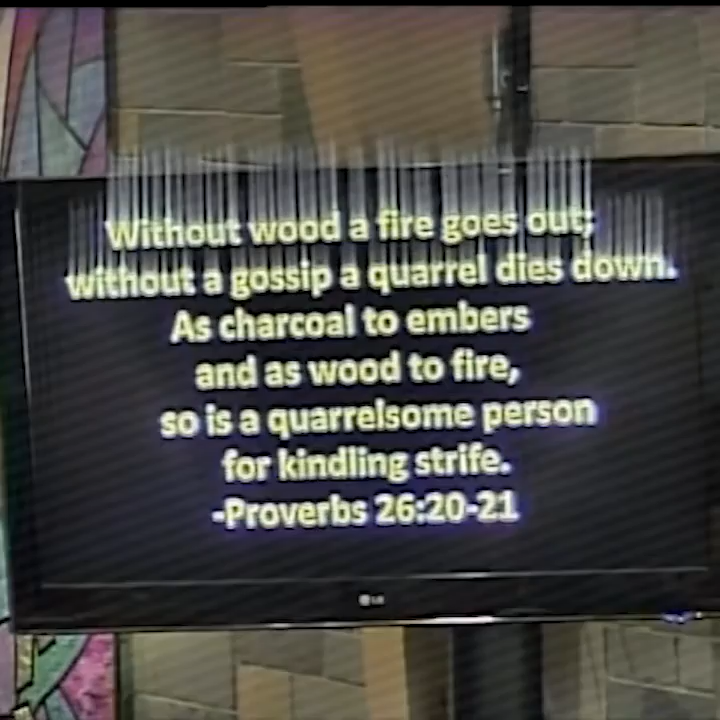 Without wood a fire goes out;
without a gossip a quarrel dies down.
As charcoal to embers
and as wood to fire,
so is a quarrelsome person
for kindling strife.
-Proverbs 26:20-21
LG